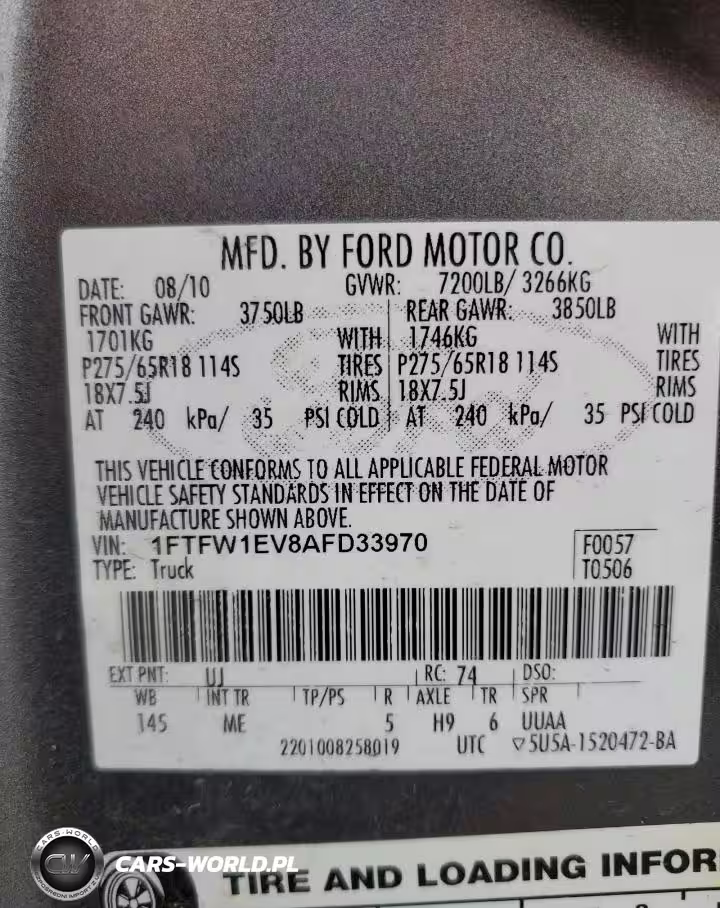 MFD. BY FORD MOTOR CO.
DATE: 08/10 GVWR: 7200LB/ 3266KG
FRONT GAWR: 3750LB REAR GAWR: 3850LB
1701KG WITH 1746KG WITH
P275/65R18 114S TIRES P275/65R18 114S TIRES
18X7.5J RIMS 18X7.5J RIMS
AT 240 kPa/ 35 PSI COLD AT 240 kPa/ 35 PSI COLD
THIS VEHICLE CONFORMS TO ALL APPLICABLE FEDERAL MOTOR
VEHICLE SAFETY STANDARDS IN EFFECT ON THE DATE OF
MANUFACTURE SHOWN ABOVE.
VIN: 1FTFW1EV8AFD33970 F0057
TYPE: Truck T0506
EXT PNT: UJ RC: 74 DSO:
WB INT TR TP/PS R AXLE TR SPR
145 ME 5 H9 6 UUAA
2201008258019 UTC ▽5U5A-1520472-BA
CARS-WORLD
CARS-WORLD.PL
TIRE AND LOADING INFOR